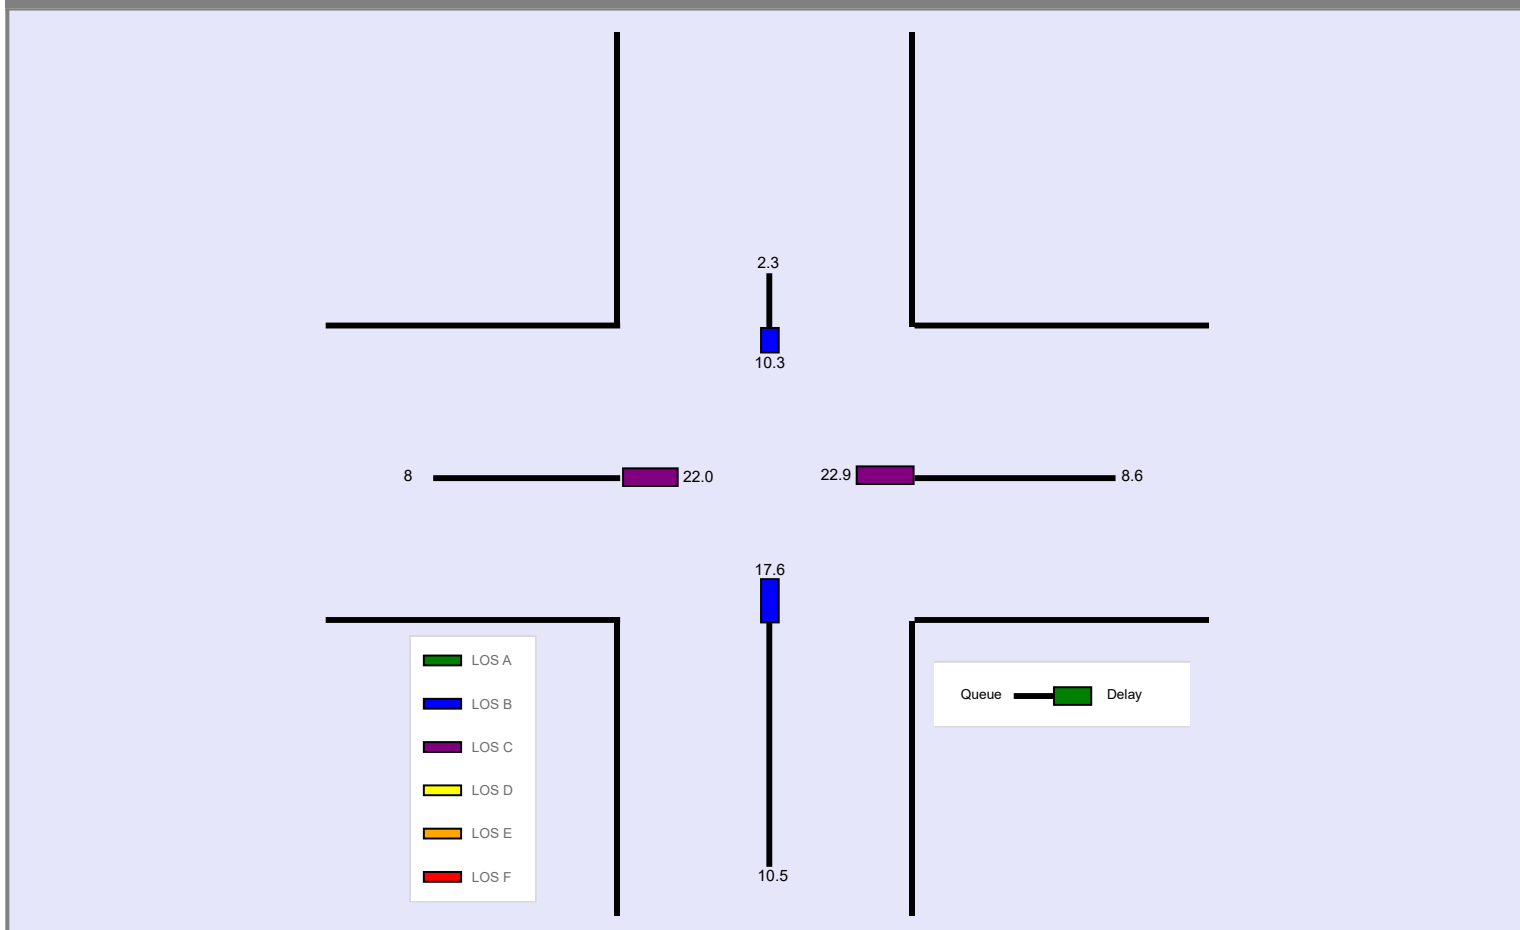 2.3
10.3
8
22.0
22.9
8.6
17.6
10.5
LOS A
LOS B
LOS C
LOS D
LOS E
LOS F
Queue
Delay